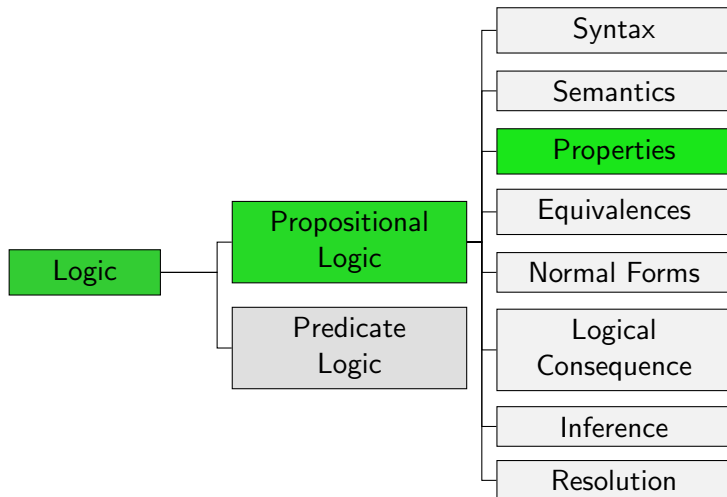 Logic
Propositional
Logic
Predicate
Logic
Syntax
Semantics
Properties
Equivalences
Normal Forms
Logical
Consequence
Inference
Resolution